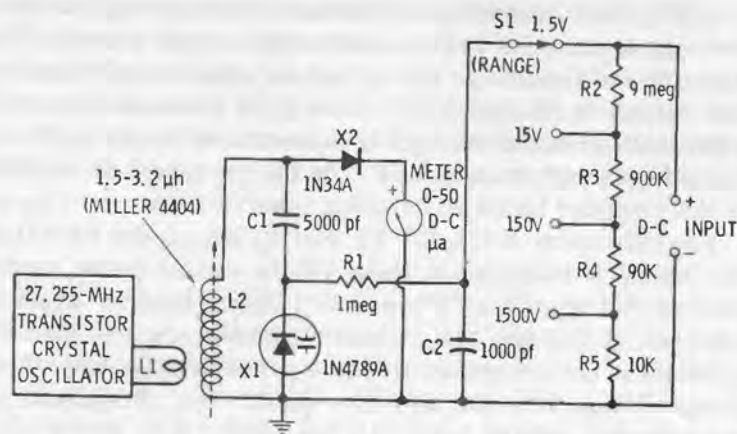 S1
1.5V
(RANGE)
R2
9 meg
15V
X2
1N34A
METER
0-50
D-C
μa
+
1.5-3.2 μh
(MILLER 4404)
C1
5000 pf
R3
900K
150V
+
D-C INPUT
−
R1
1meg
R4
90K
1500V
27.255-MHz
TRANSISTOR
CRYSTAL
OSCILLATOR
L1
L2
X1
1N4789A
C2
1000 pf
R5
10K